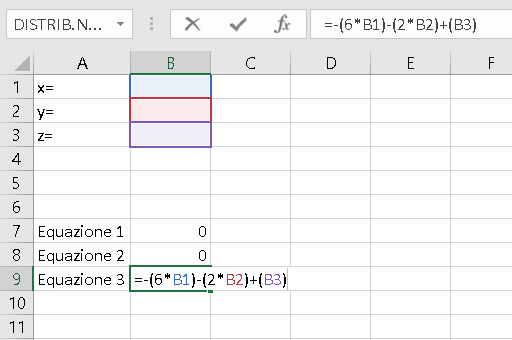 DISTRIB.N... fx =-(6*B1)-(2*B2)+(B3)
A B C D E F
1 x=
2 y=
3 z=
4
5
6
7 Equazione 1 0
8 Equazione 2 0
9 Equazione 3 =-(6*B1)-(2*B2)+(B3)
10
11